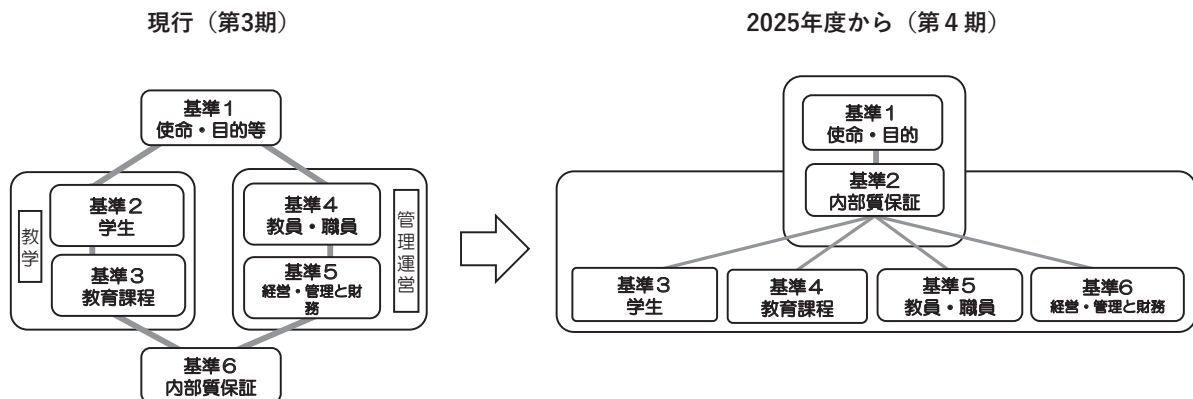 現行（第3期）
基準1
使命・目的等
教学
基準2
学生
基準3
教育課程
基準4
教員・職員
基準5
経営・管理と財
務
管理運営
基準6
内部質保証
2025年度から（第４期）
基準1
使命・目的
基準2
内部質保証
基準3
学生
基準4
教育課程
基準5
教員・職員
基準6
経営・管理と財務